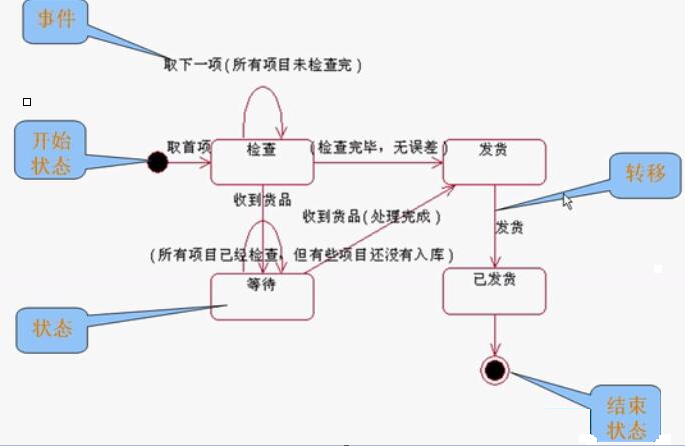 事件
取下一项(所有项目未检查完)
开始
状态
取首项
检查
(检查完毕，无误差)
发货
转移
收到货品
收到货品(处理完成)
发货
(所有项目已经检查，但有些项目还没有入库)
等待
已发货
状态
结束
状态